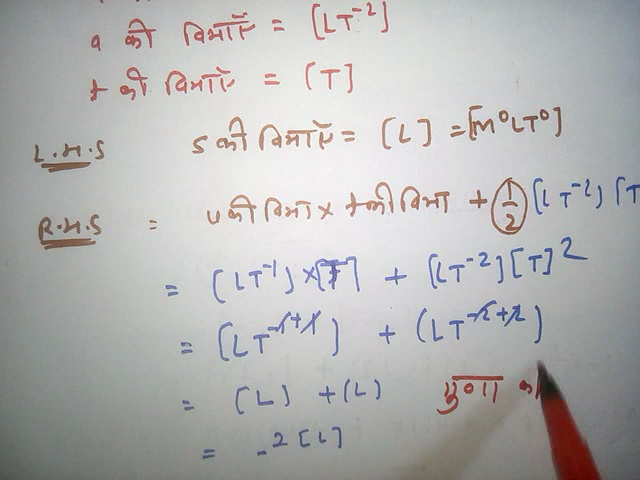 a की विमाएँ = [LT⁻²]
t की विमाएँ = [T]
L.H.S S की विमाएँ = [L] = [M⁰LT⁰]
R.H.S = u की विमा x t की विमा + 1/2 [LT⁻²] [T
= [LT⁻¹] x [T] + [LT⁻²][T]²
= [LT⁻¹⁺¹] + [LT⁻²⁺²]
= [L] + [L] गुणा
= 2[L]